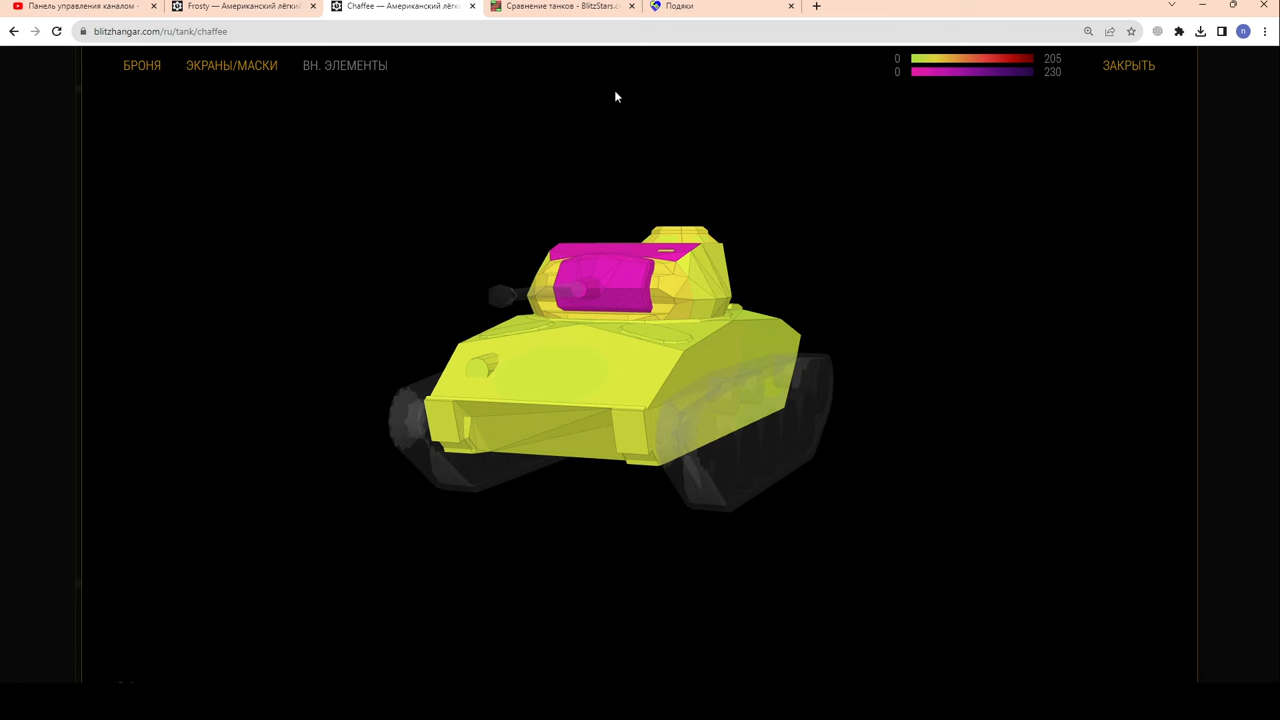 Панель управления каналом -
Frosty — Американский лёгкий
Chaffee — Американский лёгк
Сравнение танков - BlitzStars.c
Подяки
blitzhangar.com/ru/tank/chaffee
n
БРОНЯ ЭКРАНЫ/МАСКИ ВН. ЭЛЕМЕНТЫ 0 205 ЗАКРЫТЬ
0 230